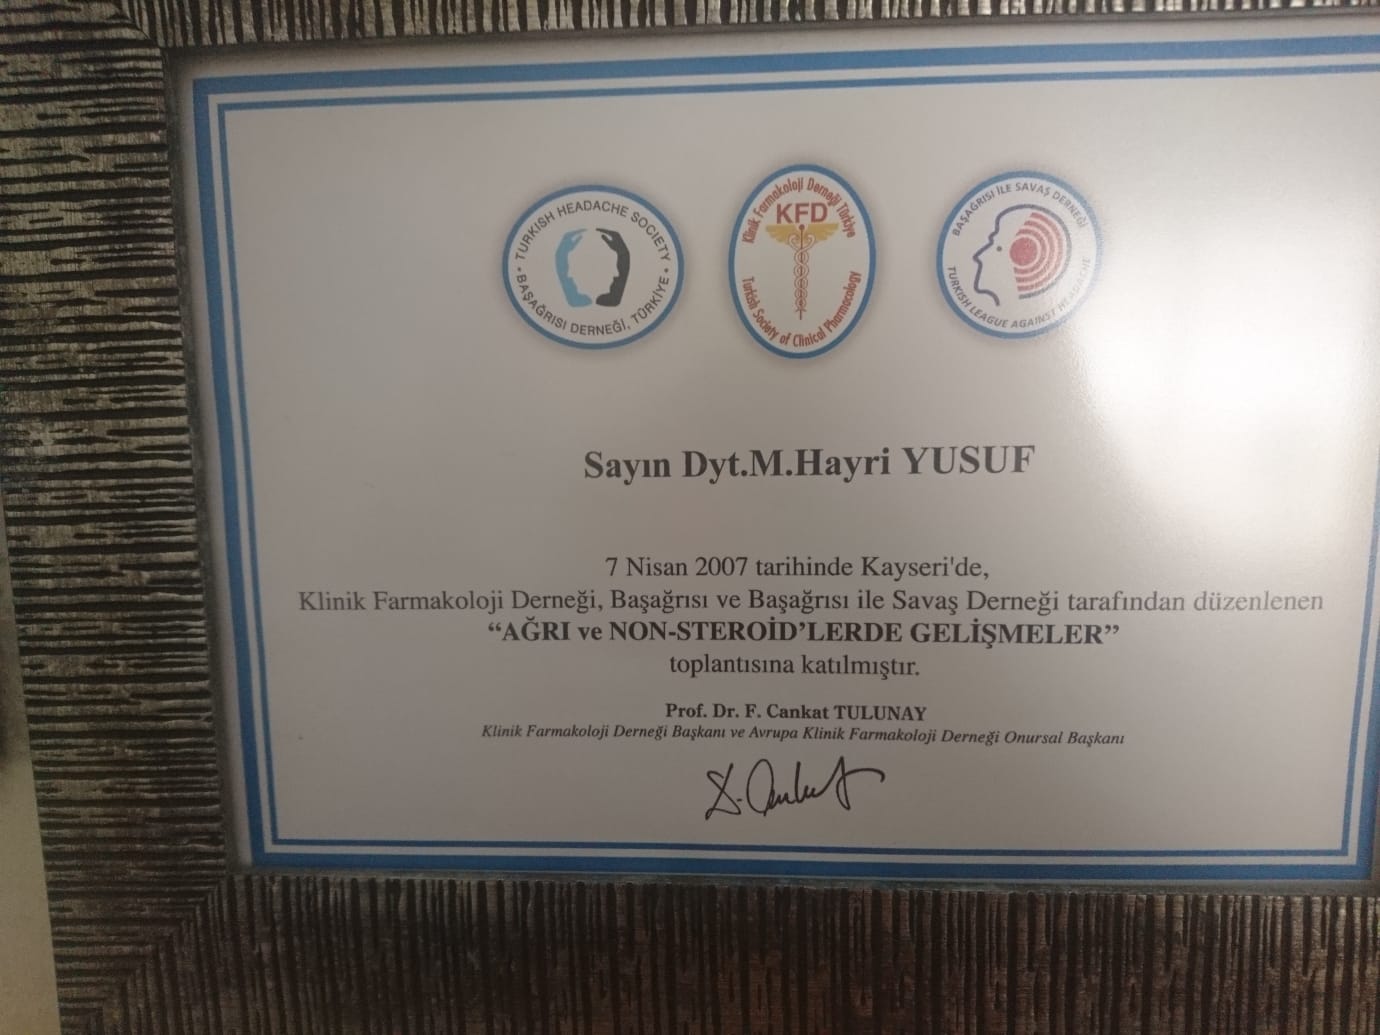 TURKISH HEADACHE SOCIETY
BAŞAĞRISI DERNEĞİ, TÜRKİYE
Klinik Farmakoloji Derneği Türkiye
KFD
Turkish Society of Clinical Pharmacology
BAŞAĞRISI İLE SAVAŞ DERNEĞİ
TURKISH LEAGUE AGAINST HEADACHE
Sayın Dyt.M.Hayri YUSUF
7 Nisan 2007 tarihinde Kayseri'de,
Klinik Farmakoloji Derneği, Başağrısı ve Başağrısı ile Savaş Derneği tarafından düzenlenen
“AĞRI ve NON-STEROİD’LERDE GELİŞMELER”
toplantısına katılmıştır.
Prof. Dr. F. Cankat TULUNAY
Klinik Farmakoloji Derneği Başkanı ve Avrupa Klinik Farmakoloji Derneği Onursal Başkanı